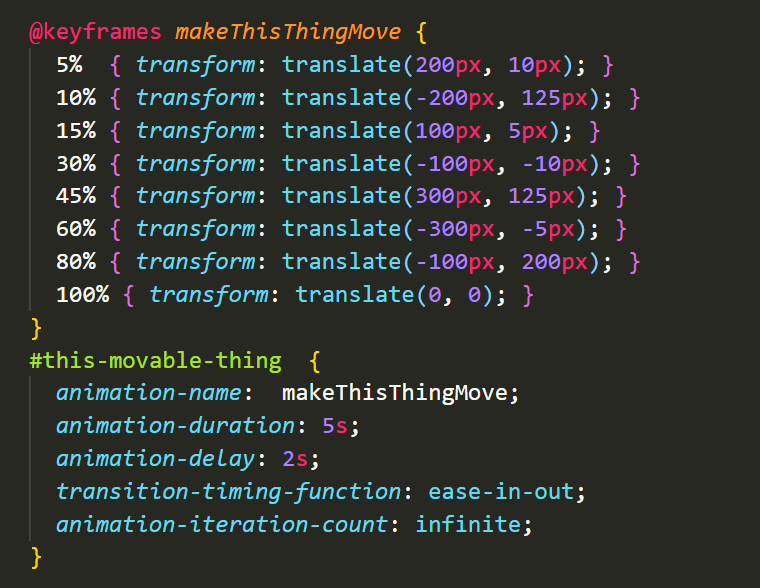 @keyframes makeThisThingMove {
  5%  { transform: translate(200px, 10px); }
  10% { transform: translate(-200px, 125px); }
  15% { transform: translate(100px, 5px); }
  30% { transform: translate(-100px, -10px); }
  45% { transform: translate(300px, 125px); }
  60% { transform: translate(-300px, -5px); }
  80% { transform: translate(-100px, 200px); }
  100% { transform: translate(0, 0); }
}
#this-movable-thing  {
  animation-name:  makeThisThingMove;
  animation-duration: 5s;
  animation-delay: 2s;
  transition-timing-function: ease-in-out;
  animation-iteration-count: infinite;
}